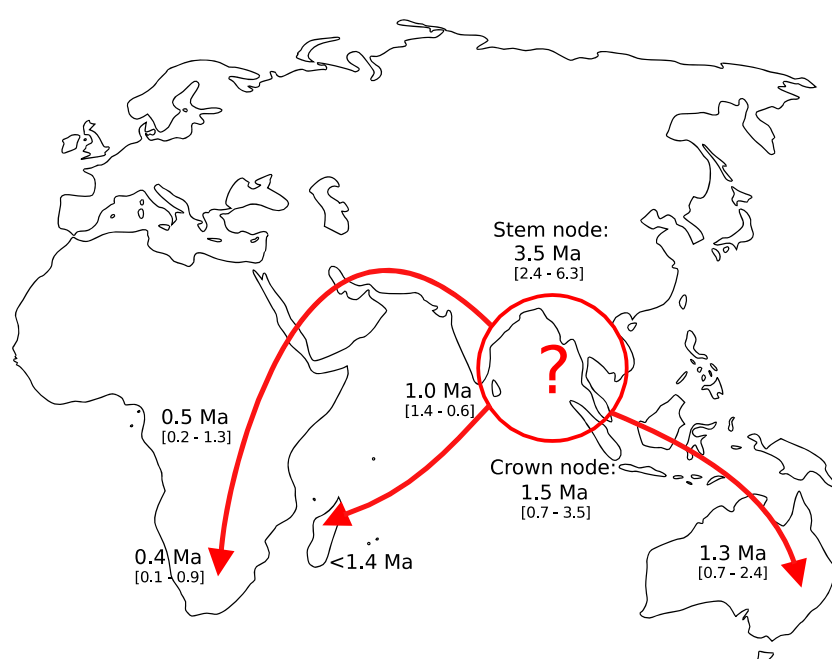 Stem node:
3.5 Ma
[2.4 - 6.3]
?
1.0 Ma
[1.4 - 0.6]
0.5 Ma
[0.2 - 1.3]
Crown node:
1.5 Ma
[0.7 - 3.5]
0.4 Ma
[0.1 - 0.9]
<1.4 Ma
1.3 Ma
[0.7 - 2.4]